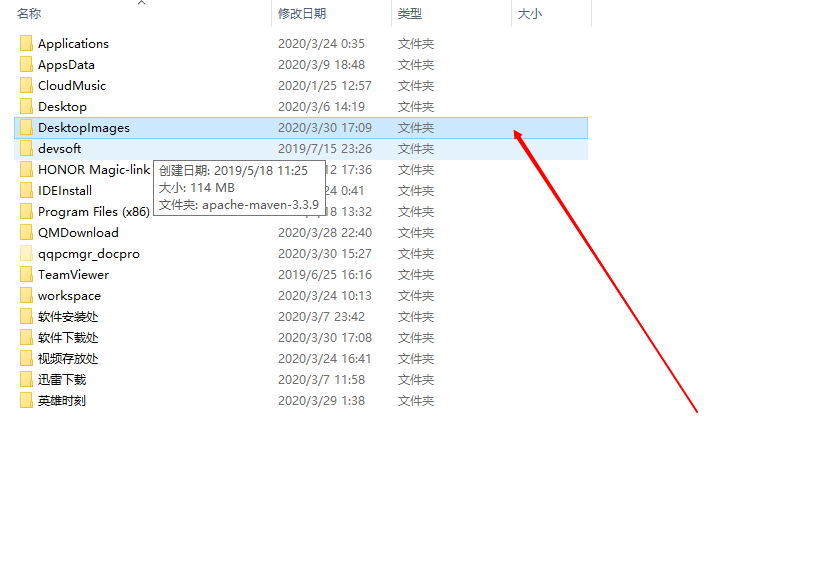 名称 修改日期 类型 大小
Applications 2020/3/24 0:35 文件夹
AppsData 2020/3/9 18:48 文件夹
CloudMusic 2020/1/25 12:57 文件夹
Desktop 2020/3/6 14:19 文件夹
DesktopImages 2020/3/30 17:09 文件夹
devsoft 2019/7/15 23:26 文件夹
HONOR Magic-link 12 17:36 文件夹
创建日期: 2019/5/18 11:25
大小: 114 MB
文件夹: apache-maven-3.3.9
IDEInstall 24 0:41 文件夹
Program Files (x86) 18 13:32 文件夹
QMDownload 2020/3/28 22:40 文件夹
qqpcmgr_docpro 2020/3/30 15:27 文件夹
TeamViewer 2019/6/25 16:16 文件夹
workspace 2020/3/24 10:13 文件夹
软件安装处 2020/3/7 23:42 文件夹
软件下载处 2020/3/30 17:08 文件夹
视频存放处 2020/3/24 16:41 文件夹
迅雷下载 2020/3/7 11:58 文件夹
英雄时刻 2020/3/29 1:38 文件夹